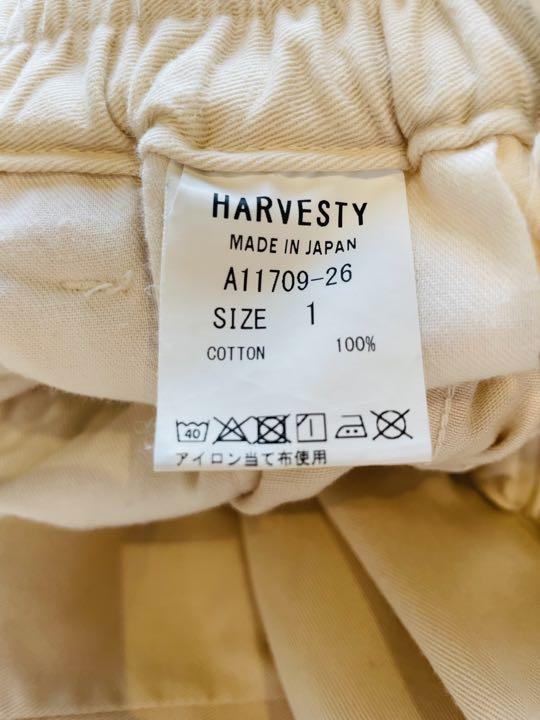 HARVESTY
MADE IN JAPAN
A11709-26
SIZE 1
COTTON 100%
40
アイロン当て布使用